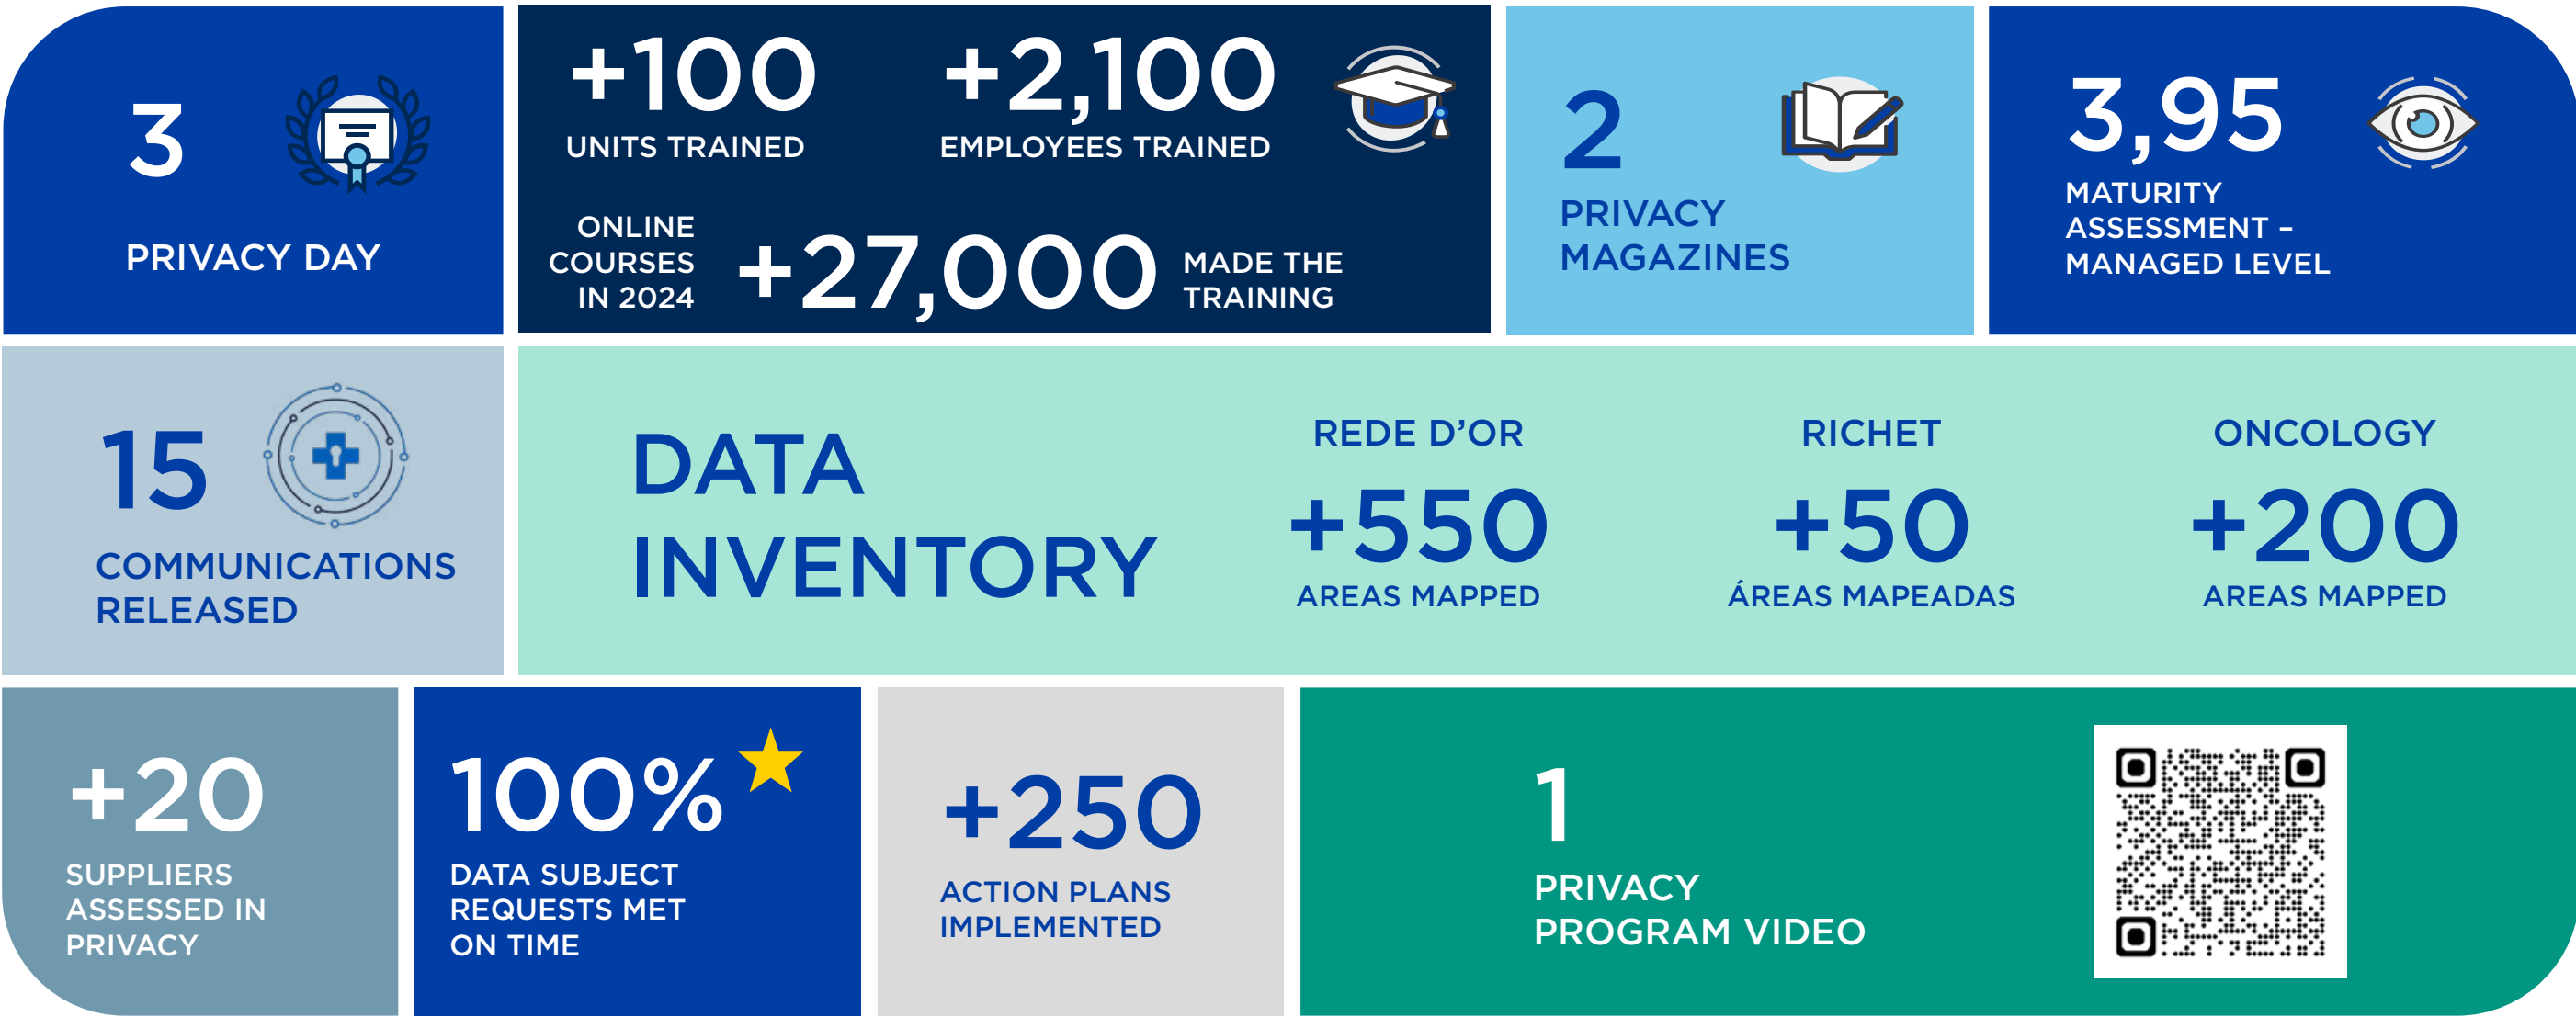 3
PRIVACY DAY
+100
UNITS TRAINED
+2,100
EMPLOYEES TRAINED
ONLINE
COURSES
IN 2024
+27,000
MADE THE
TRAINING
2
PRIVACY
MAGAZINES
3,95
MATURITY
ASSESSMENT –
MANAGED LEVEL
15
COMMUNICATIONS
RELEASED
DATA
INVENTORY
REDE D’OR
+550
AREAS MAPPED
RICHET
+50
ÁREAS MAPEADAS
ONCOLOGY
+200
AREAS MAPPED
+20
SUPPLIERS
ASSESSED IN
PRIVACY
100%
DATA SUBJECT
REQUESTS MET
ON TIME
+250
ACTION PLANS
IMPLEMENTED
1
PRIVACY
PROGRAM VIDEO